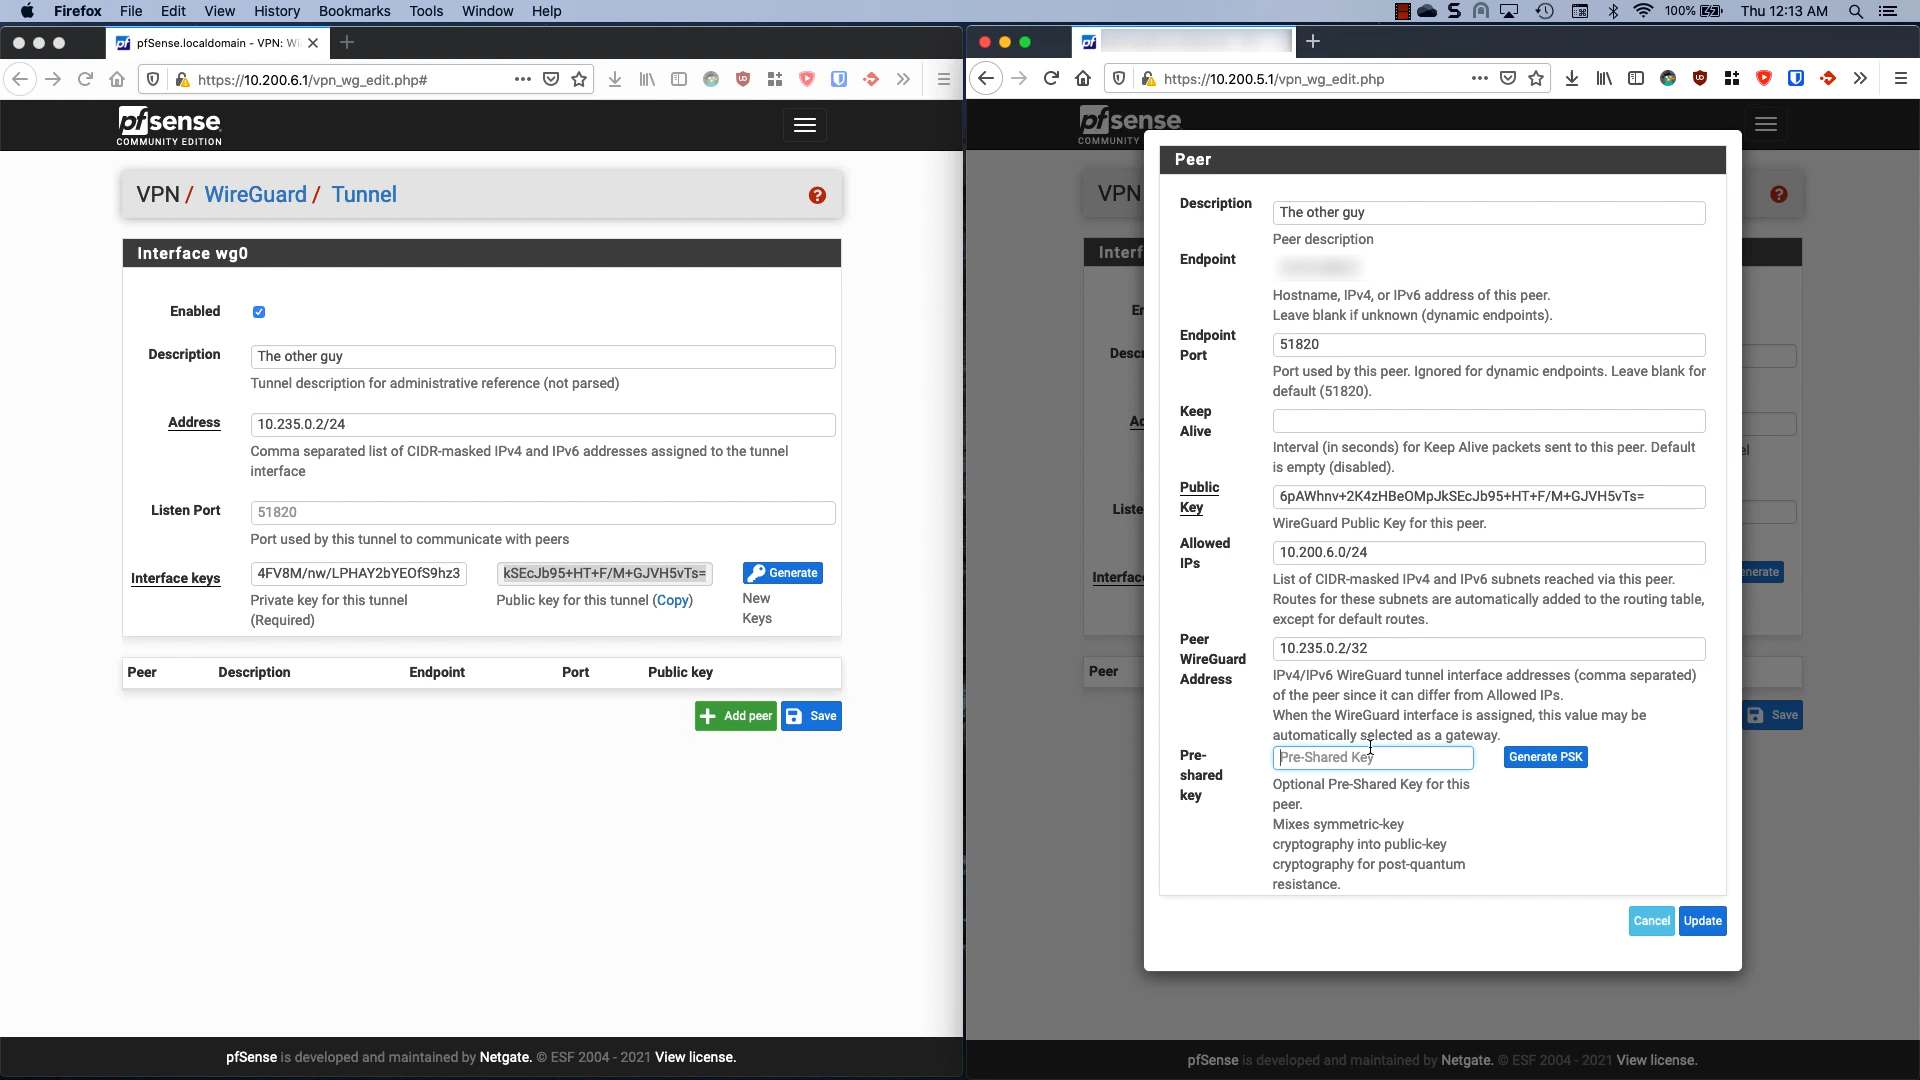 Firefox File Edit View History Bookmarks Tools Window Help
100% Thu 12:13 AM
pfSense.localdomain - VPN: Wi
https://10.200.6.1/vpn_wg_edit.php#
pfsense
COMMUNITY EDITION
VPN / WireGuard / Tunnel
Interface wg0
Enabled
Description
The other guy
Tunnel description for administrative reference (not parsed)
Address
10.235.0.2/24
Comma separated list of CIDR-masked IPv4 and IPv6 addresses assigned to the tunnel
interface
Listen Port
51820
Port used by this tunnel to communicate with peers
Interface keys
4FV8M/nw/LPHAY2bYEOfS9hz3
kSEcJb95+HT+F/M+GJVH5vTs=
Generate
Private key for this tunnel
(Required)
Public key for this tunnel (Copy)
New
Keys
Peer Description Endpoint Port Public key
Add peer Save
pfSense is developed and maintained by Netgate. © ESF 2004 - 2021 View license.
https://10.200.5.1/vpn_wg_edit.php
pfsense
COMMUNITY
VPN
Interf
En
Descr
Ad
el
Liste
Interfac
enerate
Peer
Save
Peer
Description
The other guy
Peer description
Endpoint
Hostname, IPv4, or IPv6 address of this peer.
Leave blank if unknown (dynamic endpoints).
Endpoint
Port
51820
Port used by this peer. Ignored for dynamic endpoints. Leave blank for
default (51820).
Keep
Alive
Interval (in seconds) for Keep Alive packets sent to this peer. Default
is empty (disabled).
Public
Key
6pAWhnv+2K4zHBeOMpJkSEcJb95+HT+F/M+GJVH5vTs=
WireGuard Public Key for this peer.
Allowed
IPs
10.200.6.0/24
List of CIDR-masked IPv4 and IPv6 subnets reached via this peer.
Routes for these subnets are automatically added to the routing table,
except for default routes.
Peer
WireGuard
Address
10.235.0.2/32
IPv4/IPv6 WireGuard tunnel interface addresses (comma separated)
of the peer since it can differ from Allowed IPs.
When the WireGuard interface is assigned, this value may be
automatically selected as a gateway.
Pre-
shared
key
Pre-Shared Key
Generate PSK
Optional Pre-Shared Key for this
peer.
Mixes symmetric-key
cryptography into public-key
cryptography for post-quantum
resistance.
Cancel Update
pfSense is developed and maintained by Netgate. © ESF 2004 - 2021 View license.